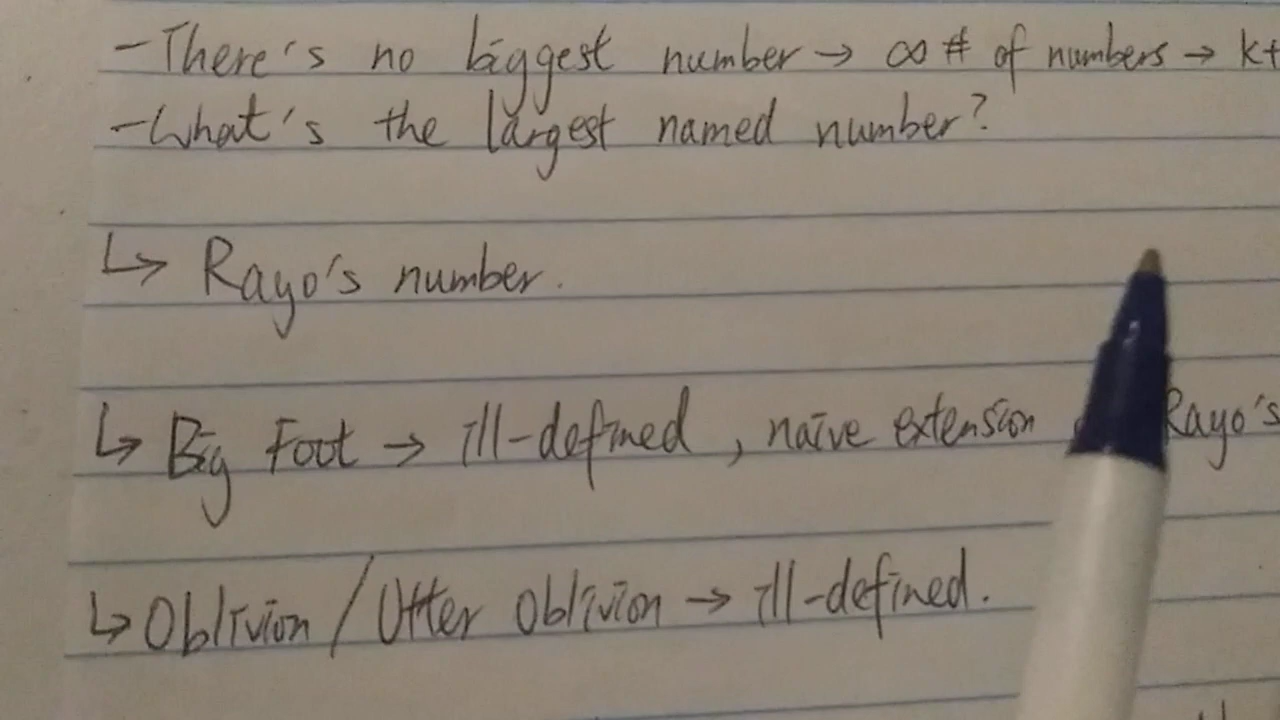 -There's no biggest number → ∞ # of numbers → k+
-What's the largest named number?
↳ Rayo's number.
↳ Big Foot → ill-defined, naïve extension Rayo's
↳ Oblivion / Utter Oblivion → ill-defined.